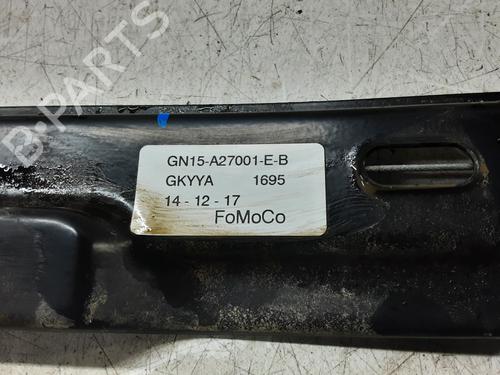 B-PARTS
GN15-A27001-E-B
GKYYA 1695
14 - 12 - 17
FoMoCo